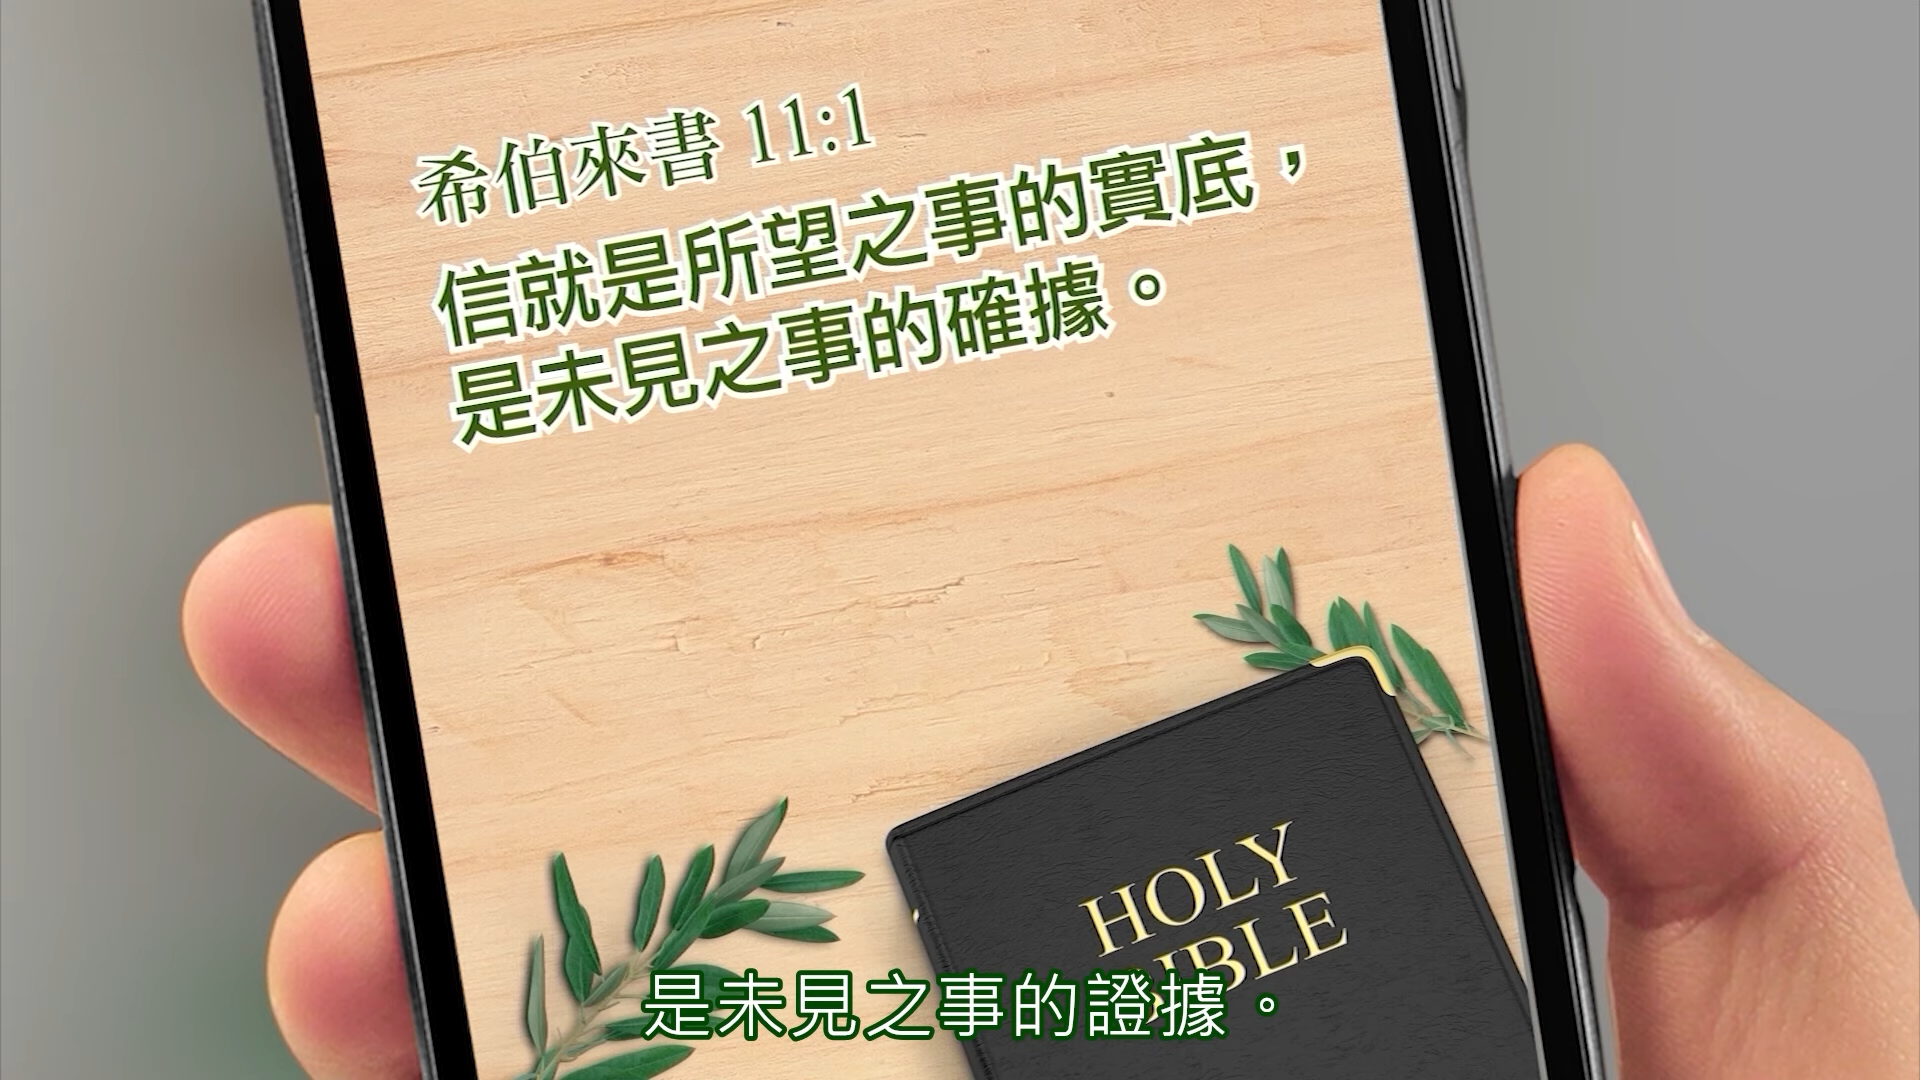 希伯來書 11:1
信就是所望之事的實底，
是未見之事的確據。
HOLY
BIBLE
是未見之事的證據。